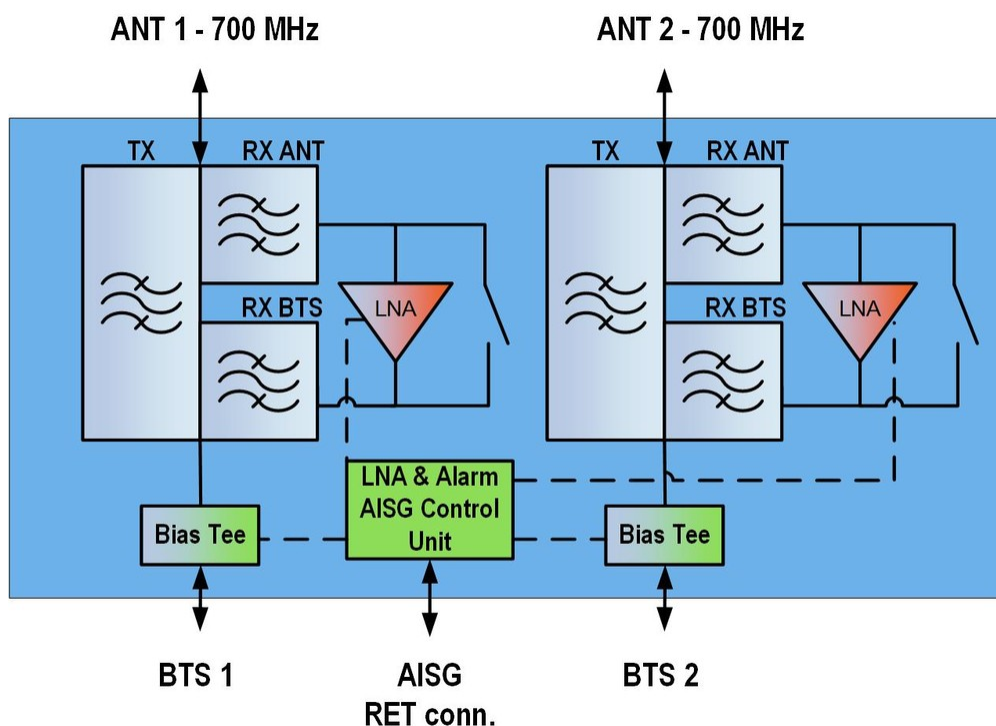 ANT 1 - 700 MHz
ANT 2 - 700 MHz
TX
RX ANT
TX
RX ANT
RX BTS
LNA
RX BTS
LNA
LNA & Alarm
AISG Control
Unit
Bias Tee
Bias Tee
BTS 1
AISG
RET conn.
BTS 2